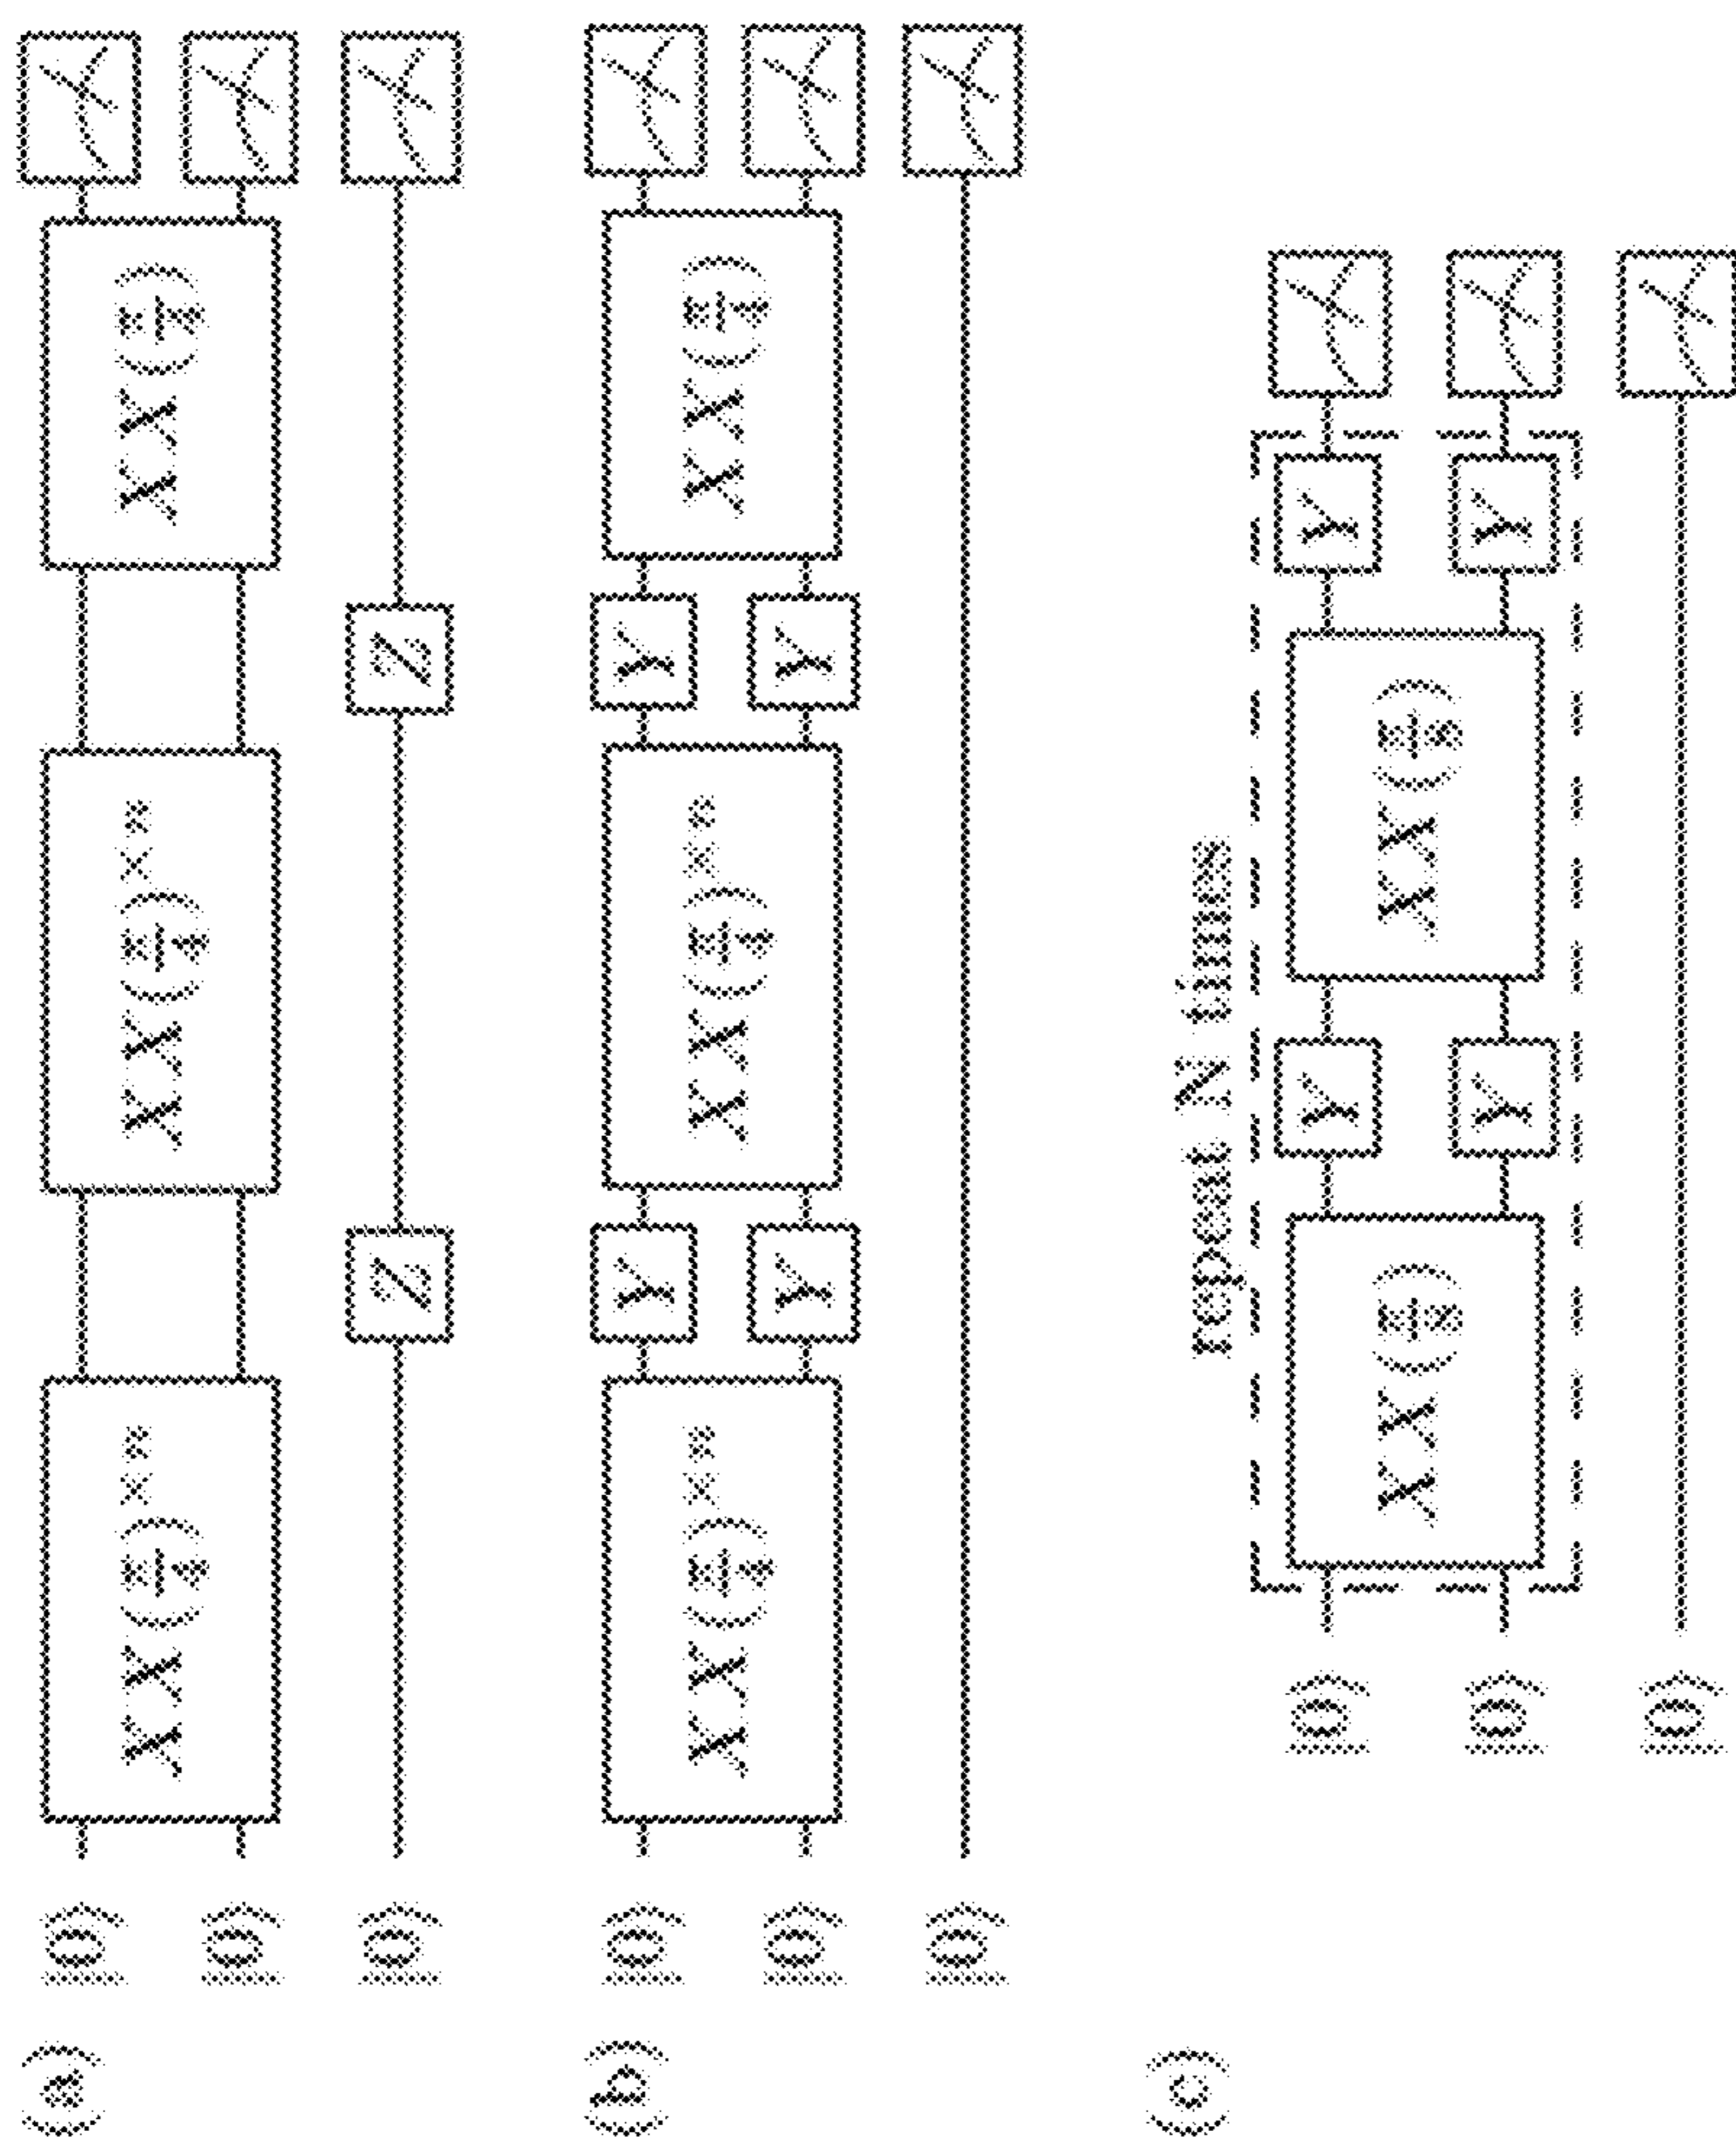 (a)
|0⟩ XX(π/4)^×n XX(π/4)^×n XX(π/4)
|0⟩
|0⟩ Z Z
(b)
|0⟩ XX(π/4)^×n Y XX(π/4)^×n Y XX(π/4)
|0⟩ Y Y
|0⟩
(c)
repeat N times
|0⟩ XX(π/8) Y XX(π/8) Y
|0⟩ Y Y
|0⟩